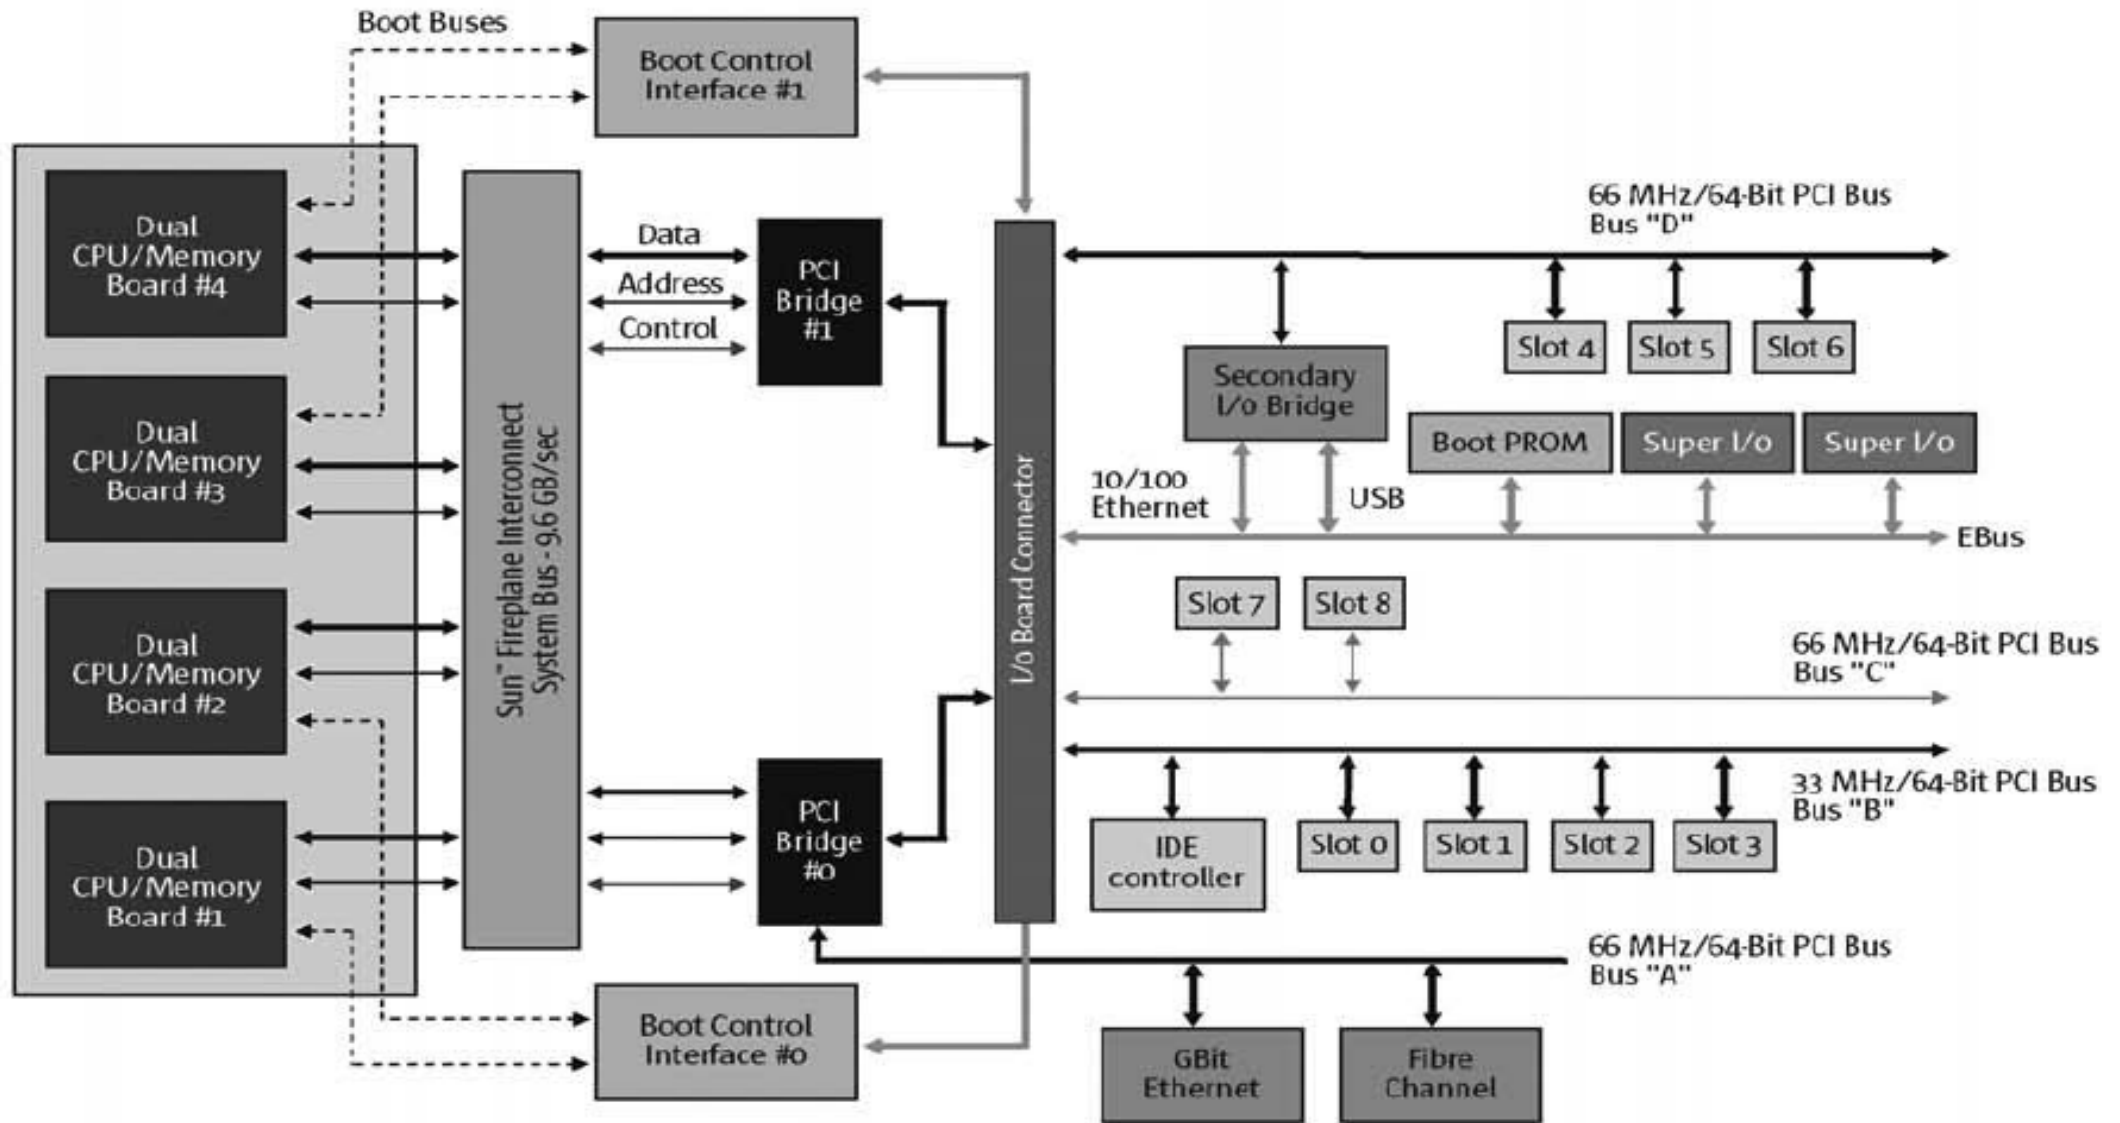 Boot Buses
Boot Control
Interface #1
Dual
CPU/Memory
Board #4
Dual
CPU/Memory
Board #3
Dual
CPU/Memory
Board #2
Dual
CPU/Memory
Board #1
Sun™ Fireplane Interconnect
System Bus - 9.6 GB/sec
Data
Address
Control
PCI
Bridge
#1
PCI
Bridge
#0
Boot Control
Interface #0
I/o Board Connector
66 MHz/64-Bit PCI Bus
Bus "D"
Slot 4
Slot 5
Slot 6
Secondary
I/o Bridge
Boot PROM
Super I/o
Super I/o
10/100
Ethernet
USB
EBus
Slot 7
Slot 8
66 MHz/64-Bit PCI Bus
Bus "C"
33 MHz/64-Bit PCI Bus
Bus "B"
IDE
controller
Slot 0
Slot 1
Slot 2
Slot 3
66 MHz/64-Bit PCI Bus
Bus "A"
GBit
Ethernet
Fibre
Channel